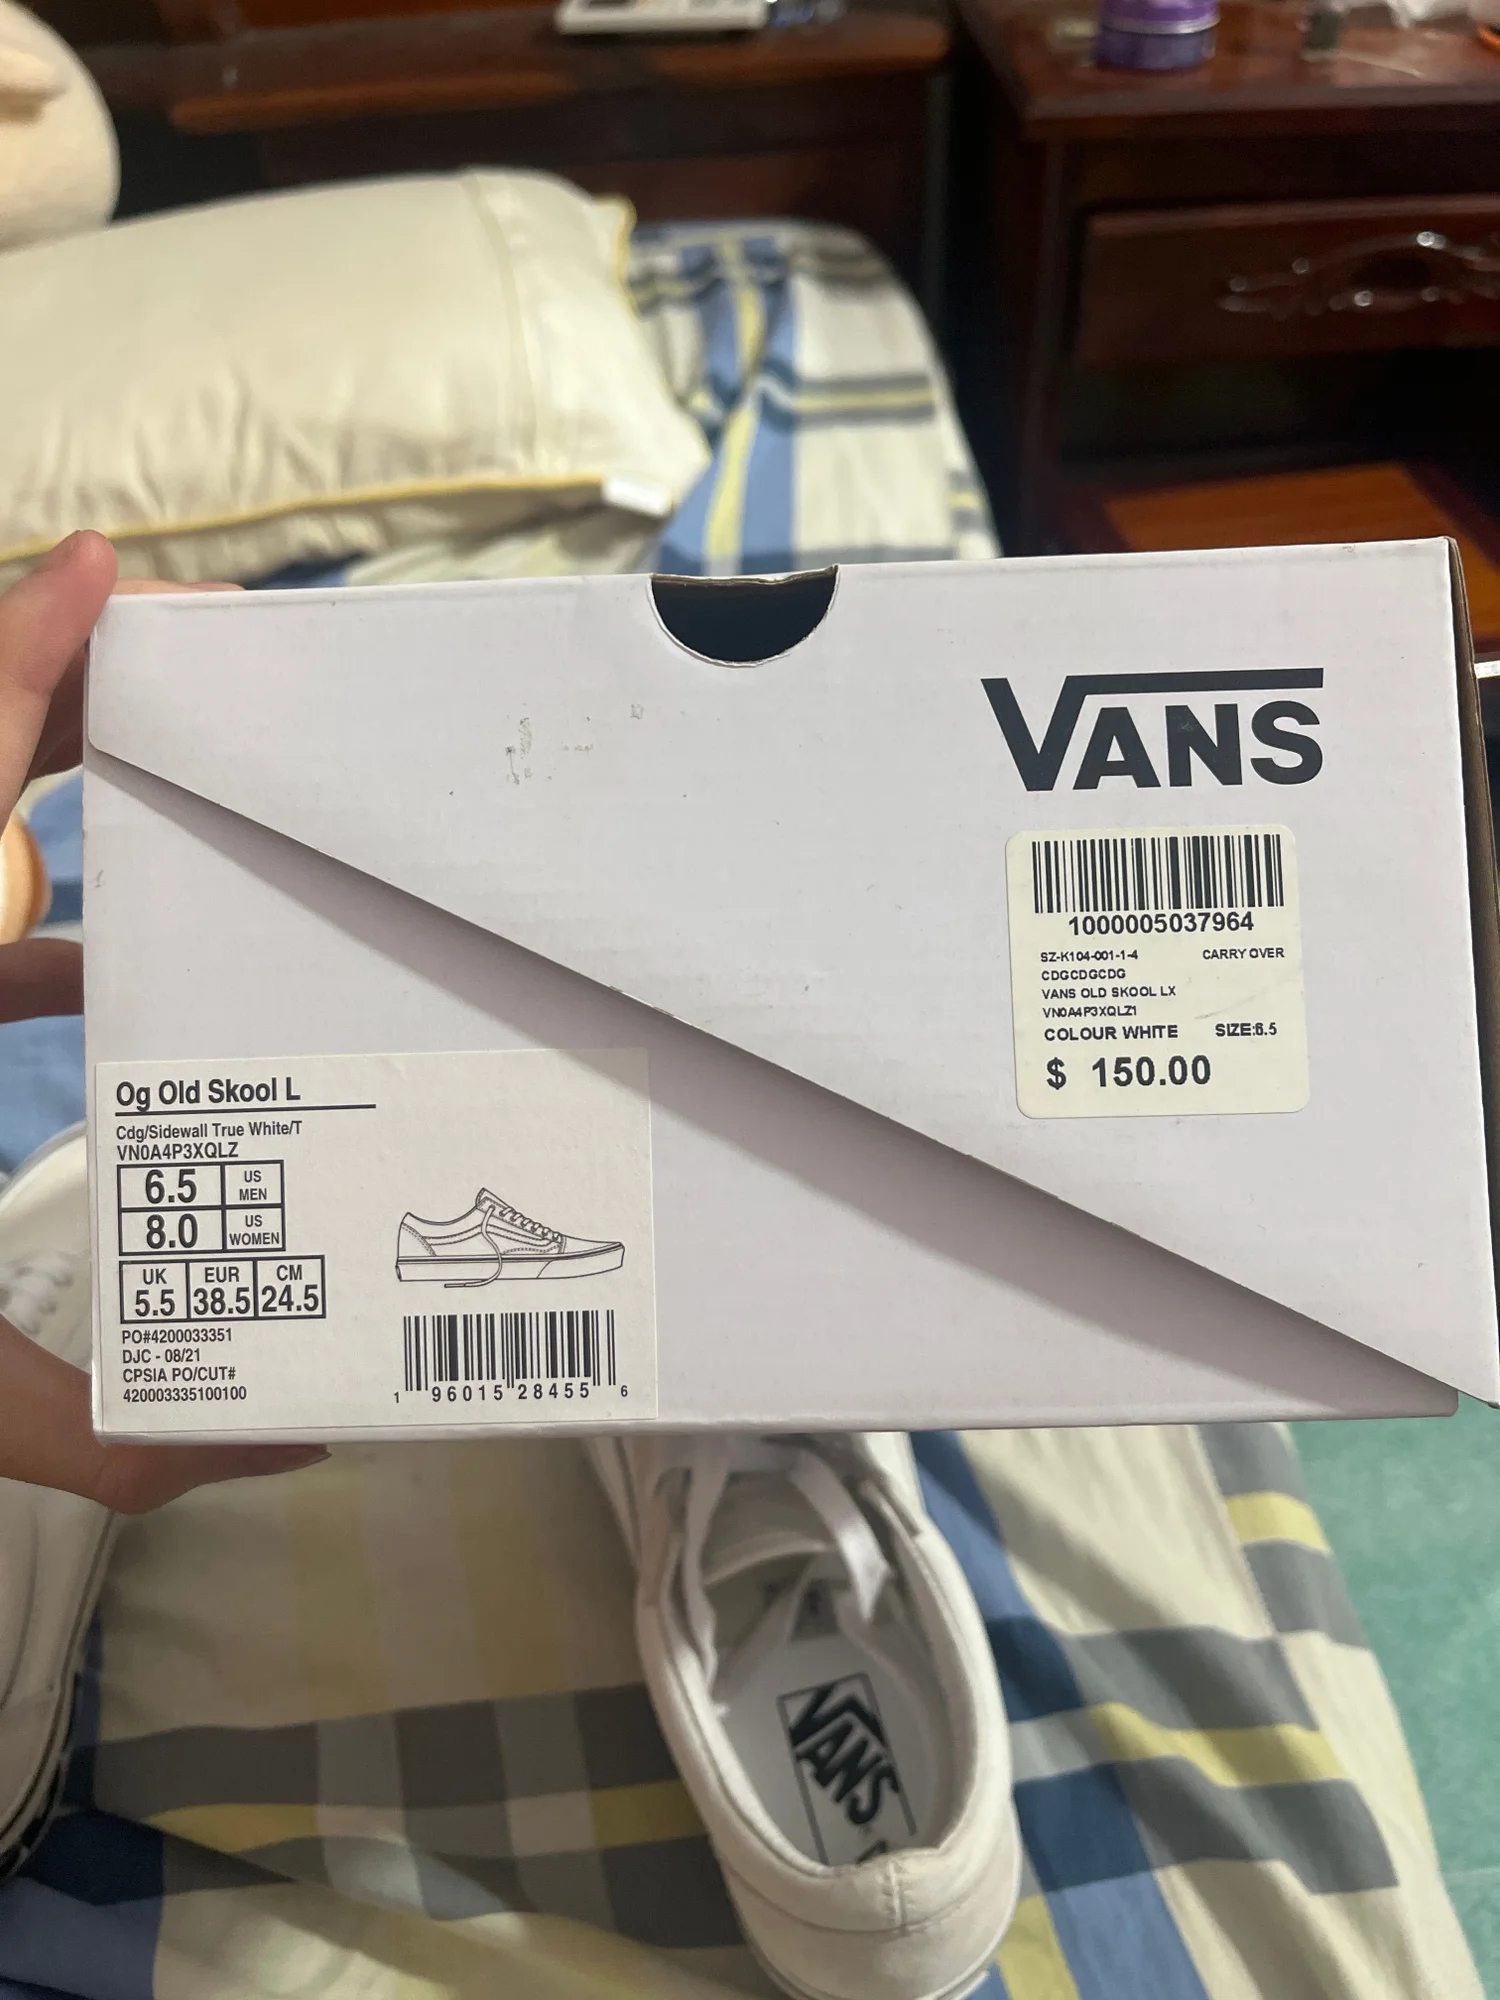 VANS
1000005037964
SZ-K104-001-1-4 CARRY OVER
CDGCDGCDG
VANS OLD SKOOL LX
VN0A4P3XQLZ1
COLOUR WHITE SIZE:6.5
$ 150.00
Og Old Skool L
Cdg/Sidewall True White/T
VN0A4P3XQLZ
6.5 US MEN
8.0 US WOMEN
UK EUR CM
5.5 38.5 24.5
PO#4200033351
DJC - 08/21
CPSIA PO/CUT#
420003335100100
1 96015 28455 6
VANS